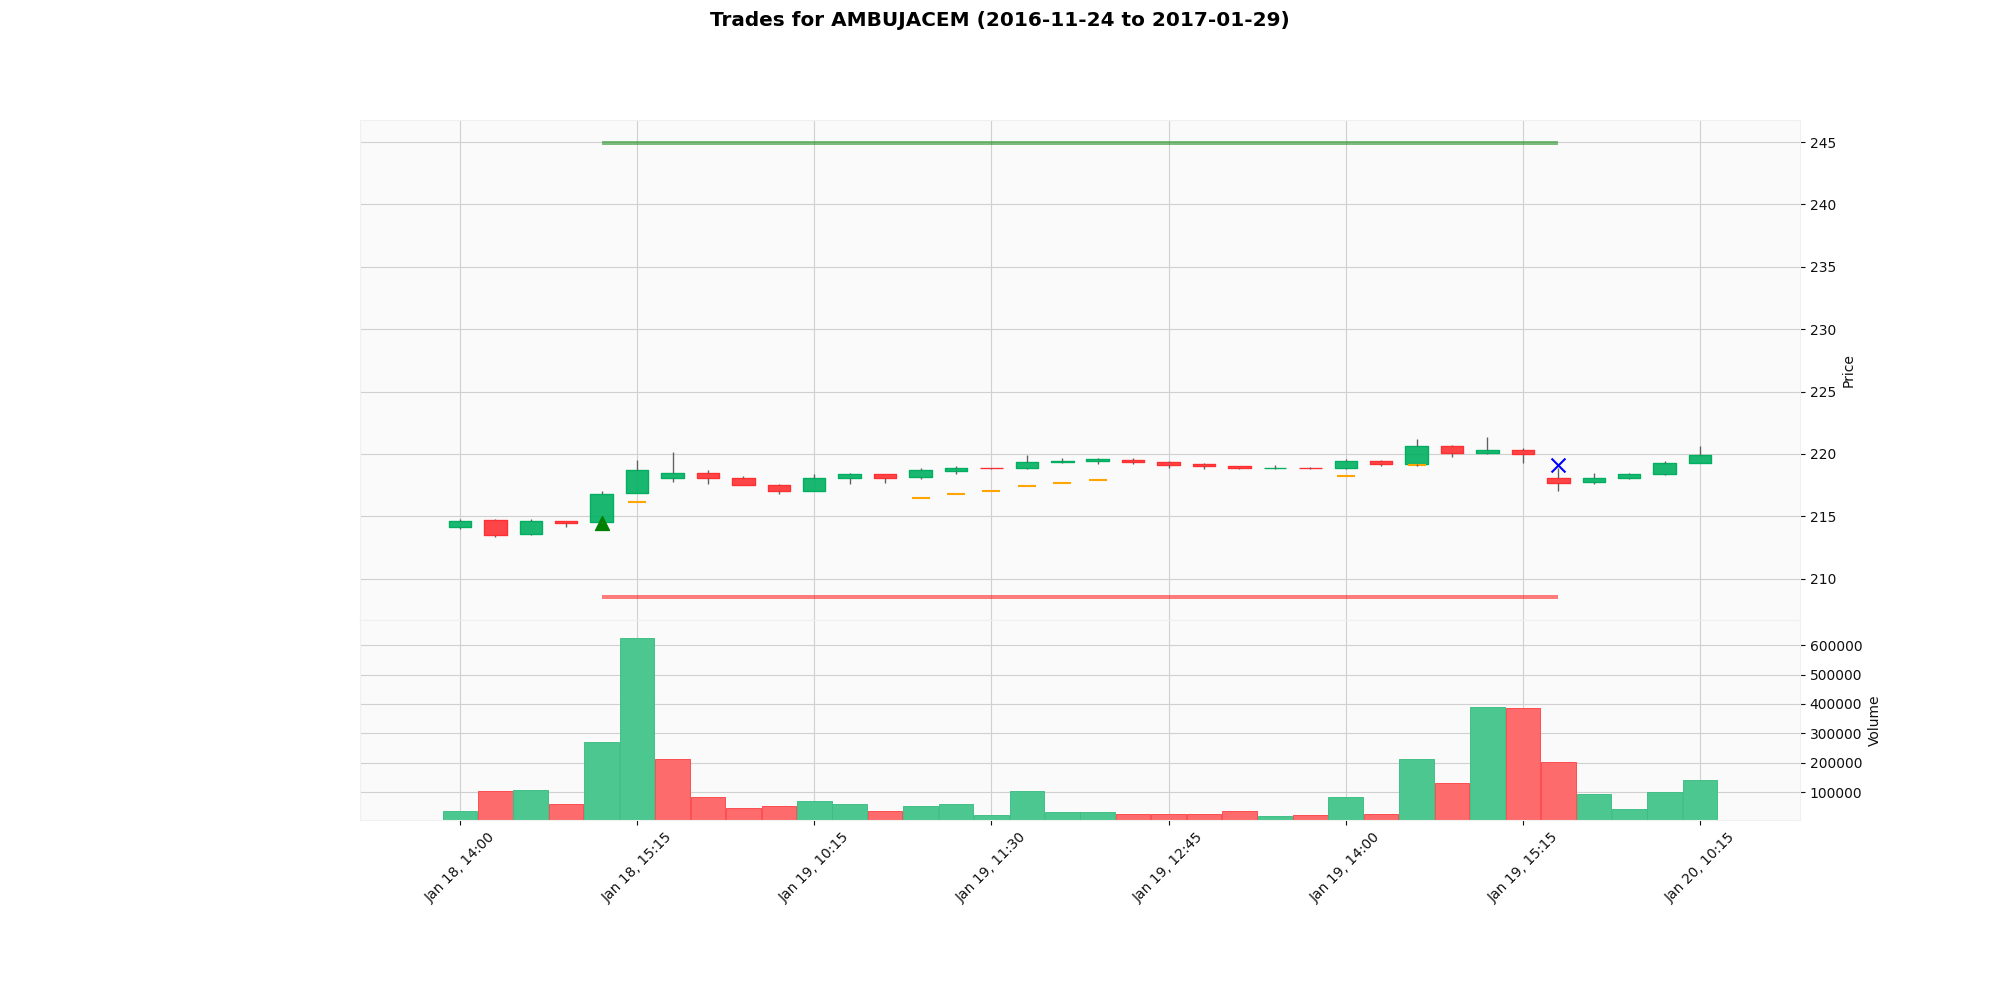 Trades for AMBUJACEM (2016-11-24 to 2017-01-29)
245
240
235
230
225
220
215
210
Price
600000
500000
400000
300000
200000
100000
Volume
Jan 18, 14:00
Jan 18, 15:15
Jan 19, 10:15
Jan 19, 11:30
Jan 19, 12:45
Jan 19, 14:00
Jan 19, 15:15
Jan 20, 10:15